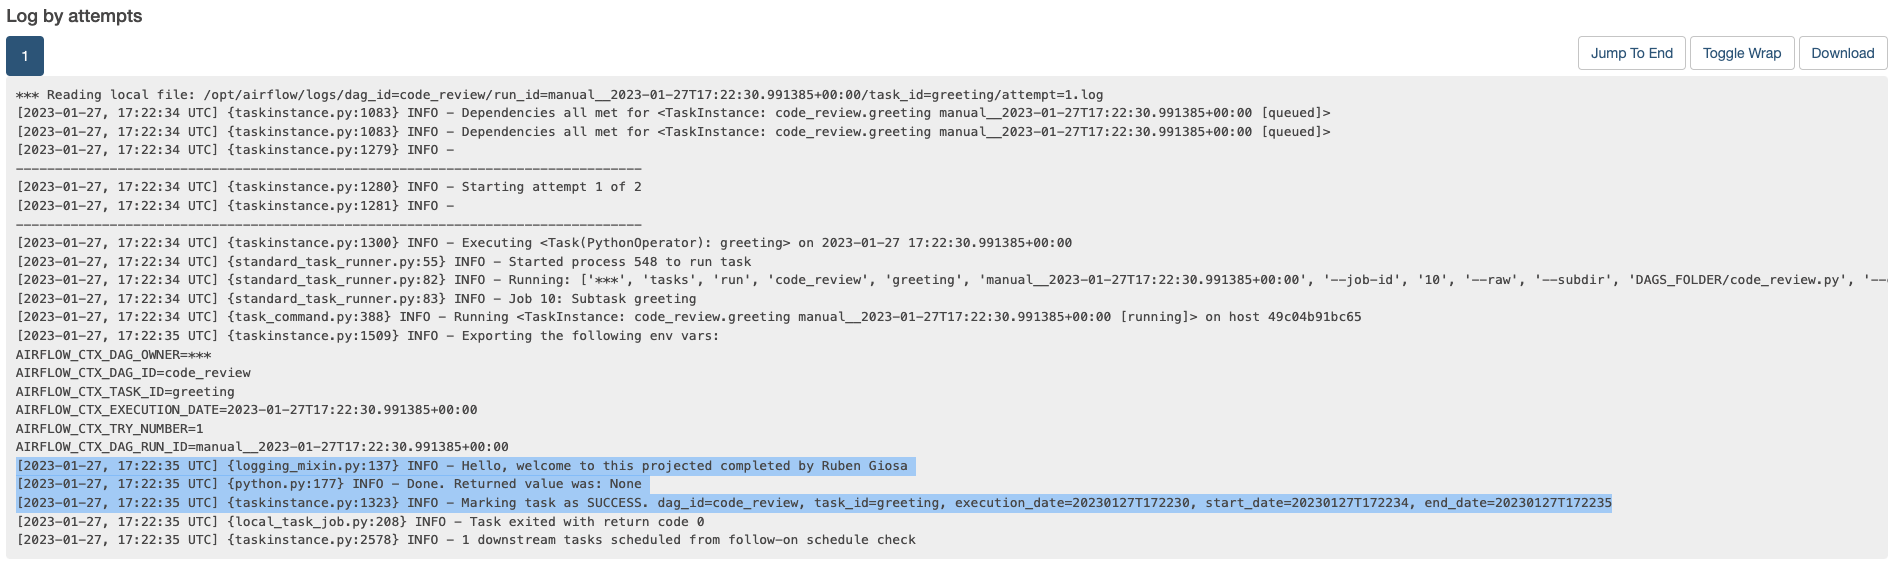 Log by attempts
1
Jump To End
Toggle Wrap
Download
*** Reading local file: /opt/airflow/logs/dag_id=code_review/run_id=manual__2023-01-27T17:22:30.991385+00:00/task_id=greeting/attempt=1.log
[2023-01-27, 17:22:34 UTC] {taskinstance.py:1083} INFO - Dependencies all met for <TaskInstance: code_review.greeting manual__2023-01-27T17:22:30.991385+00:00 [queued]>
[2023-01-27, 17:22:34 UTC] {taskinstance.py:1083} INFO - Dependencies all met for <TaskInstance: code_review.greeting manual__2023-01-27T17:22:30.991385+00:00 [queued]>
[2023-01-27, 17:22:34 UTC] {taskinstance.py:1279} INFO -
--------------------------------------------------------------------------------
[2023-01-27, 17:22:34 UTC] {taskinstance.py:1280} INFO - Starting attempt 1 of 2
[2023-01-27, 17:22:34 UTC] {taskinstance.py:1281} INFO -
--------------------------------------------------------------------------------
[2023-01-27, 17:22:34 UTC] {taskinstance.py:1300} INFO - Executing <Task(PythonOperator): greeting> on 2023-01-27 17:22:30.991385+00:00
[2023-01-27, 17:22:34 UTC] {standard_task_runner.py:55} INFO - Started process 548 to run task
[2023-01-27, 17:22:34 UTC] {standard_task_runner.py:82} INFO - Running: ['***', 'tasks', 'run', 'code_review', 'greeting', 'manual__2023-01-27T17:22:30.991385+00:00', '--job-id', '10', '--raw', '--subdir', 'DAGS_FOLDER/code_review.py', '--
[2023-01-27, 17:22:34 UTC] {standard_task_runner.py:83} INFO - Job 10: Subtask greeting
[2023-01-27, 17:22:34 UTC] {task_command.py:388} INFO - Running <TaskInstance: code_review.greeting manual__2023-01-27T17:22:30.991385+00:00 [running]> on host 49c04b91bc65
[2023-01-27, 17:22:35 UTC] {taskinstance.py:1509} INFO - Exporting the following env vars:
AIRFLOW_CTX_DAG_OWNER=***
AIRFLOW_CTX_DAG_ID=code_review
AIRFLOW_CTX_TASK_ID=greeting
AIRFLOW_CTX_EXECUTION_DATE=2023-01-27T17:22:30.991385+00:00
AIRFLOW_CTX_TRY_NUMBER=1
AIRFLOW_CTX_DAG_RUN_ID=manual__2023-01-27T17:22:30.991385+00:00
[2023-01-27, 17:22:35 UTC] {logging_mixin.py:137} INFO - Hello, welcome to this projected completed by Ruben Giosa
[2023-01-27, 17:22:35 UTC] {python.py:177} INFO - Done. Returned value was: None
[2023-01-27, 17:22:35 UTC] {taskinstance.py:1323} INFO - Marking task as SUCCESS. dag_id=code_review, task_id=greeting, execution_date=20230127T172230, start_date=20230127T172234, end_date=20230127T172235
[2023-01-27, 17:22:35 UTC] {local_task_job.py:208} INFO - Task exited with return code 0
[2023-01-27, 17:22:35 UTC] {taskinstance.py:2578} INFO - 1 downstream tasks scheduled from follow-on schedule check